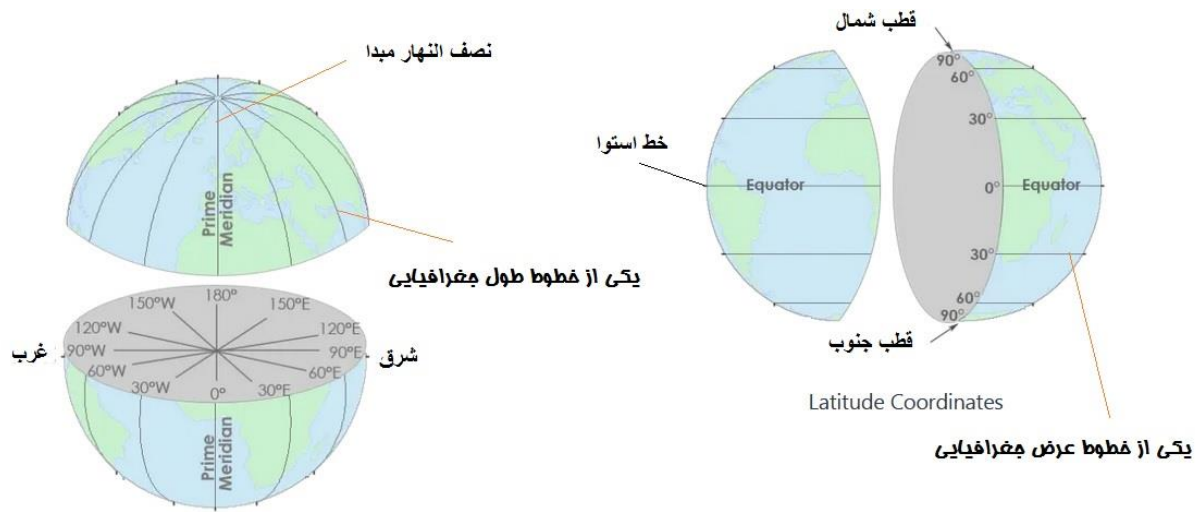 نصف النهار مبدا
Prime
Meridian
یکی از خطوط طول جغرافیایی
180°
150°W
150°E
120°W
120°E
غرب
90°W
90°E
شرق
60°W
60°E
30°W
0°
30°E
Prime
Meridian
قطب شمال
90°
60°
30°
خط استوا
Equator
0°
Equator
30°
60°
90°
قطب جنوب
Latitude Coordinates
یکی از خطوط عرض جغرافیایی